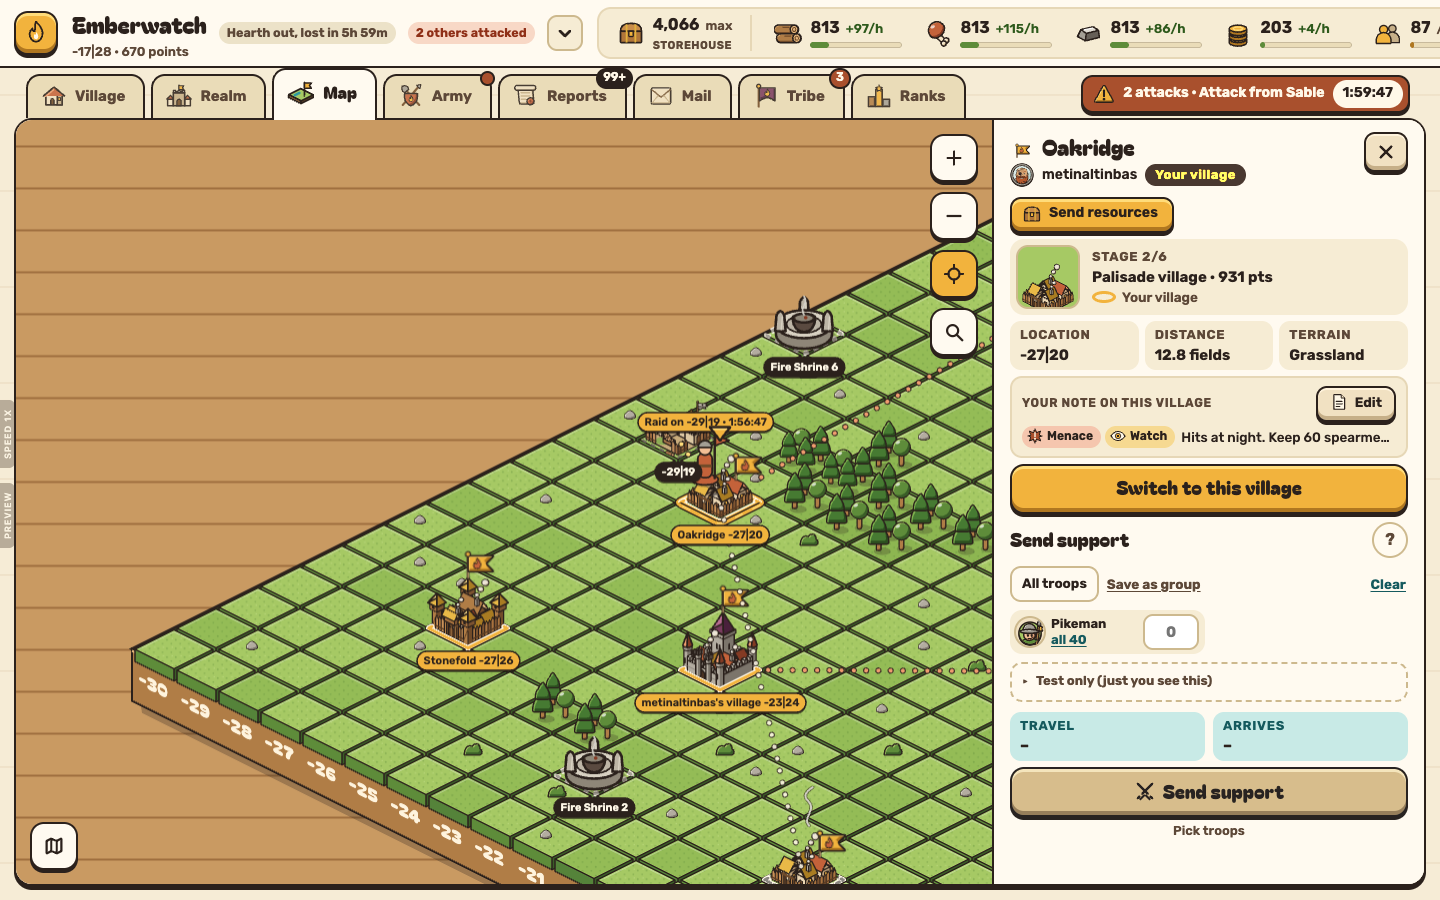 Emberwatch
-17|28 • 670 points
Hearth out, lost in 5h 59m
2 others attacked
4,066 max
STOREHOUSE
813 +97/h
813 +115/h
813 +86/h
203 +4/h
87 /
Village
Realm
Map
Army
Reports
99+
Mail
Tribe
3
Ranks
2 attacks • Attack from Sable 1:59:47
SPEED 1X
PREVIEW
Fire Shrine 6
Raid on -29|19 • 1:56:47
-29|19
Oakridge -27|20
Stonefold -27|26
metinaltinbas's village -23|24
Fire Shrine 2
-30
-29
-28
-27
-26
-25
-24
-23
-22
-21
Oakridge
metinaltinbas Your village
Send resources
STAGE 2/6
Palisade village • 931 pts
Your village
LOCATION
-27|20
DISTANCE
12.8 fields
TERRAIN
Grassland
YOUR NOTE ON THIS VILLAGE
Edit
Menace Watch Hits at night. Keep 60 spearme...
Switch to this village
Send support
?
All troops Save as group Clear
Pikeman
all 40
0
Test only (just you see this)
TRAVEL
–
ARRIVES
–
Send support
Pick troops